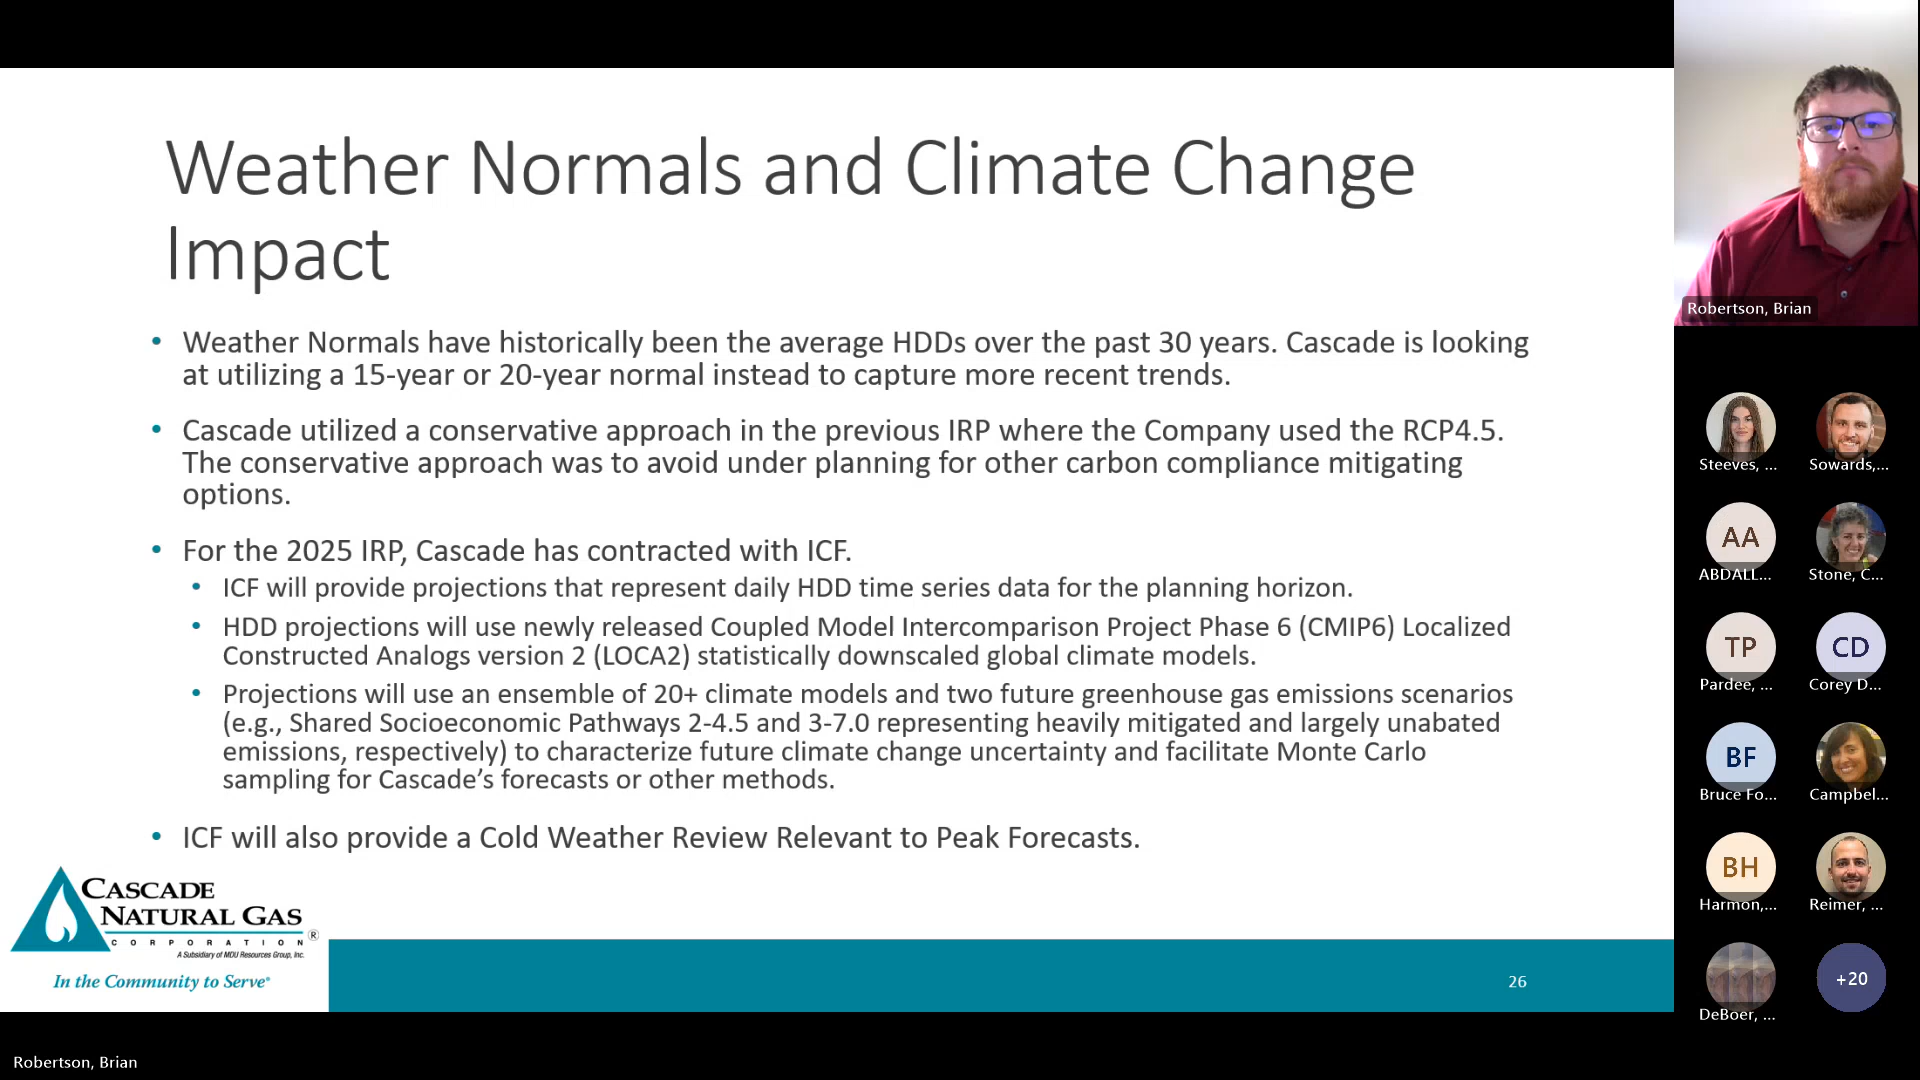 Weather Normals and Climate Change
Impact
• Weather Normals have historically been the average HDDs over the past 30 years. Cascade is looking
at utilizing a 15-year or 20-year normal instead to capture more recent trends.
• Cascade utilized a conservative approach in the previous IRP where the Company used the RCP4.5.
The conservative approach was to avoid under planning for other carbon compliance mitigating
options.
• For the 2025 IRP, Cascade has contracted with ICF.
• ICF will provide projections that represent daily HDD time series data for the planning horizon.
• HDD projections will use newly released Coupled Model Intercomparison Project Phase 6 (CMIP6) Localized
Constructed Analogs version 2 (LOCA2) statistically downscaled global climate models.
• Projections will use an ensemble of 20+ climate models and two future greenhouse gas emissions scenarios
(e.g., Shared Socioeconomic Pathways 2-4.5 and 3-7.0 representing heavily mitigated and largely unabated
emissions, respectively) to characterize future climate change uncertainty and facilitate Monte Carlo
sampling for Cascade's forecasts or other methods.
• ICF will also provide a Cold Weather Review Relevant to Peak Forecasts.
CASCADE
NATURAL GAS
CORPORATION ®
A Subsidiary of MDU Resources Group, Inc.
In the Community to Serve®
26
Robertson, Brian
Robertson, Brian
Steeves, ...
Sowards,...
AA
ABDALL...
Stone, C...
TP
Pardee, ...
CD
Corey D...
BF
Bruce Fo...
Campbel...
BH
Harmon,...
Reimer, ...
DeBoer, ...
+20